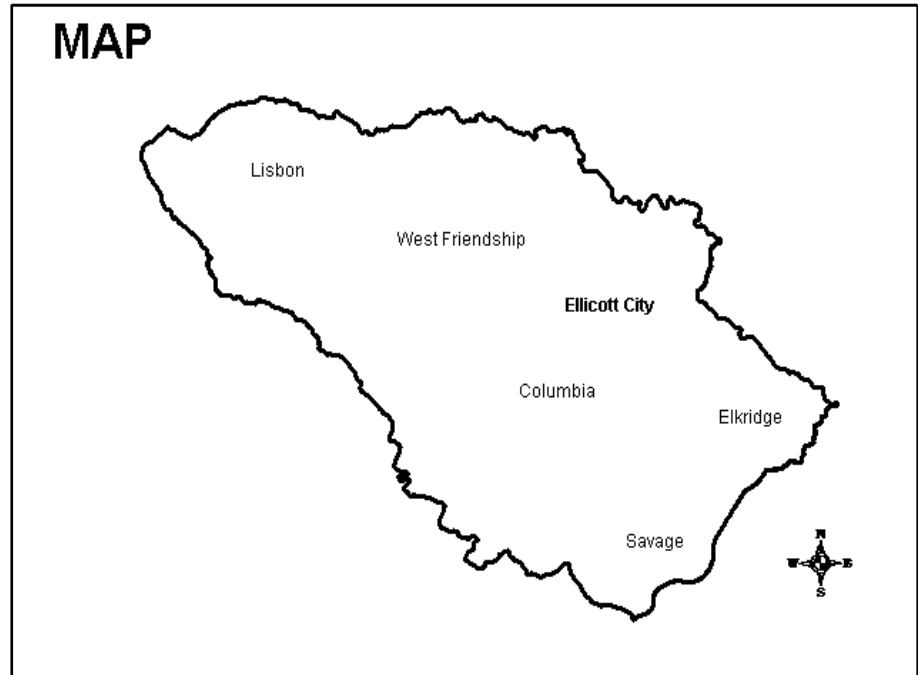 MAP
Lisbon
West Friendship
Ellicott City
Columbia
Elkridge
Savage
N
W E
S